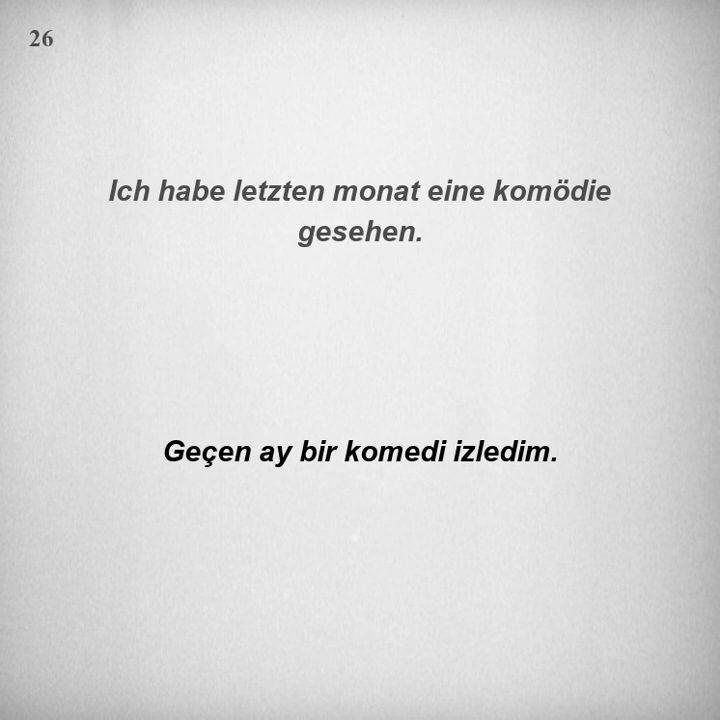 26
Ich habe letzten monat eine komödie
gesehen.
Geçen ay bir komedi izledim.